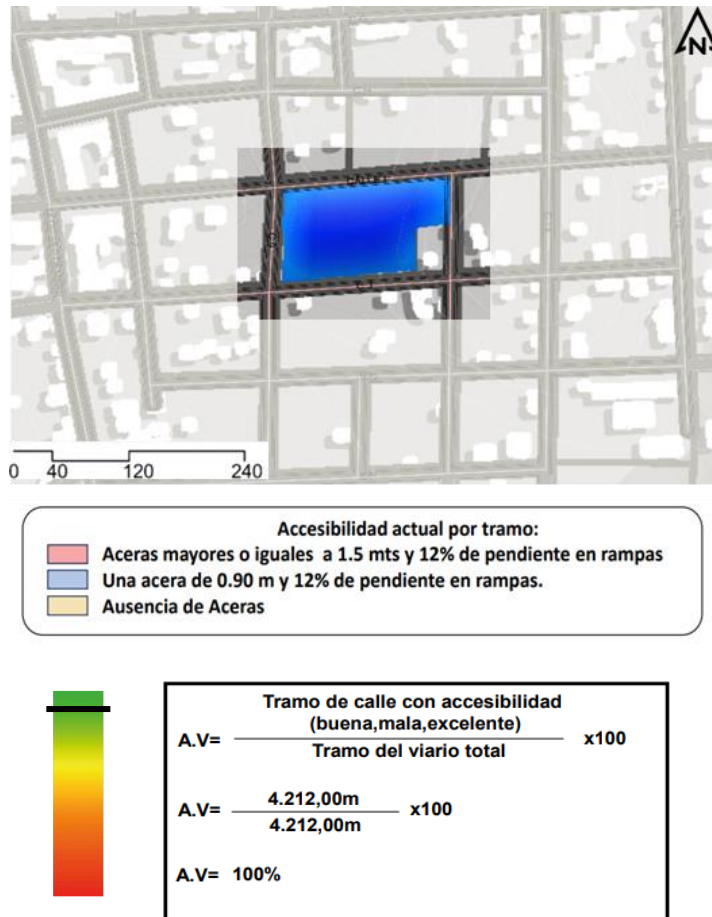 N
0 40 120 240
Accesibilidad actual por tramo:
Aceras mayores o iguales a 1.5 mts y 12% de pendiente en rampas
Una acera de 0.90 m y 12% de pendiente en rampas.
Ausencia de Aceras
Tramo de calle con accesibilidad
(buena,mala,excelente)
A.V= x100
Tramo del viario total
4.212,00m
A.V= x100
4.212,00m
A.V= 100%